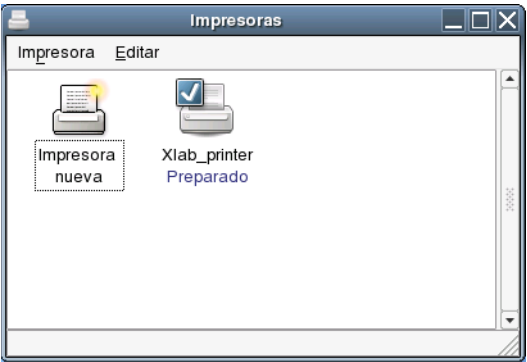 Impresoras
Impresora Editar
Impresora
nueva
Xlab_printer
Preparado